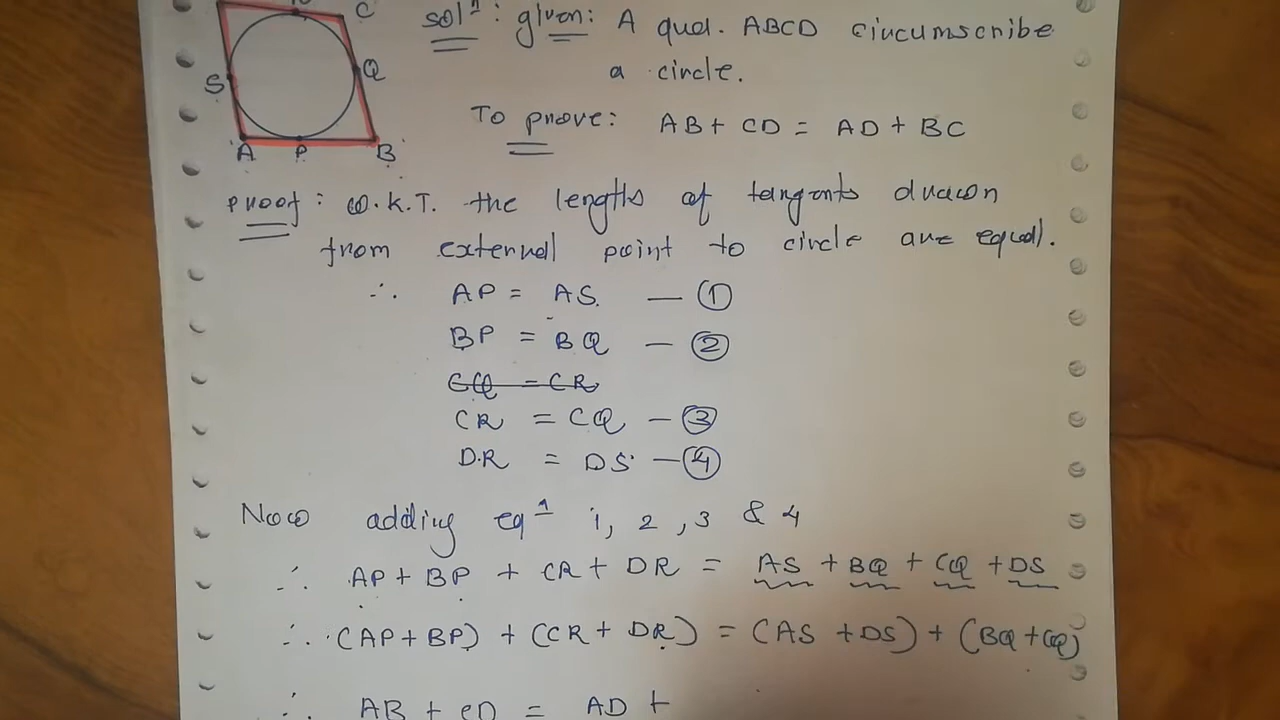 C
S
Q
A P B
solⁿ: given: A qud. ABCD circumscribe
a circle.
To prove: AB + CD = AD + BC
proof: W.K.T. the lengths of tangents drawn
from external point to circle are equal.
∴ AP = AS. — ①
BP = BQ — ②
CQ = CR
CR = CQ — ③
DR = DS — ④
Now adding eqⁿ 1, 2, 3 & 4
∴ AP + BP + CR + DR = AS + BQ + CQ + DS
∴ (AP + BP) + (CR + DR) = (AS + DS) + (BQ + CQ)
∴ AB + CD = AD +